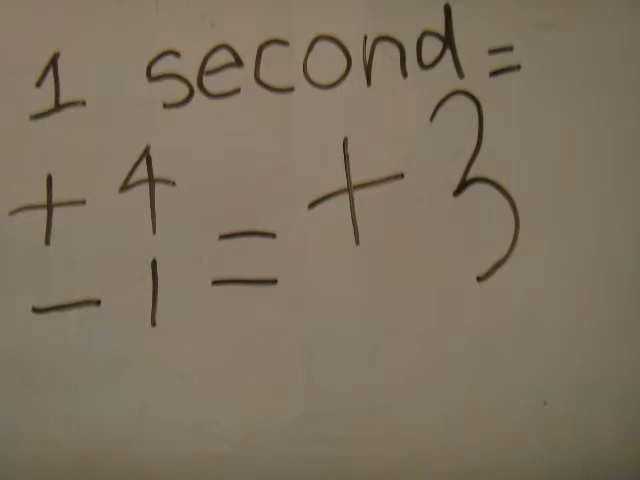 1 second =
+ 4
- 1 = + 3